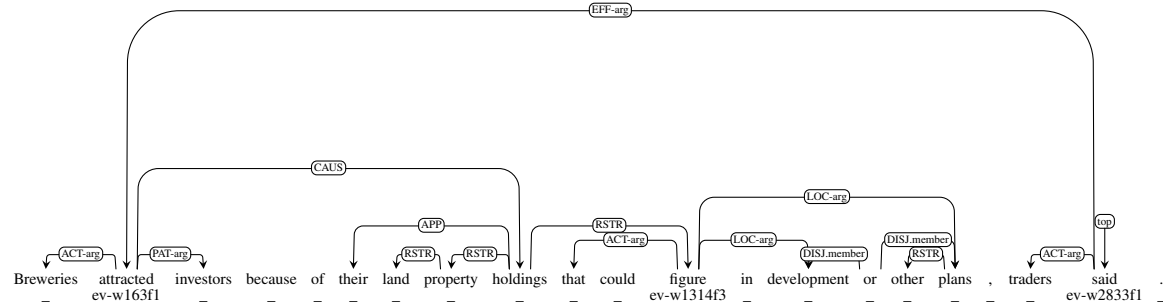 EFF-arg
CAUS
LOC-arg
top
APP RSTR DISJ.member
ACT-arg LOC-arg
ACT-arg PAT-arg RSTR RSTR DISJ.member RSTR ACT-arg
Breweries attracted investors because of their land property holdings that could figure in development or other plans , traders said .
_ ev-w163f1 _ _ _ _ _ _ _ _ _ ev-w1314f3 _ _ _ _ _ _ _ ev-w2833f1 _